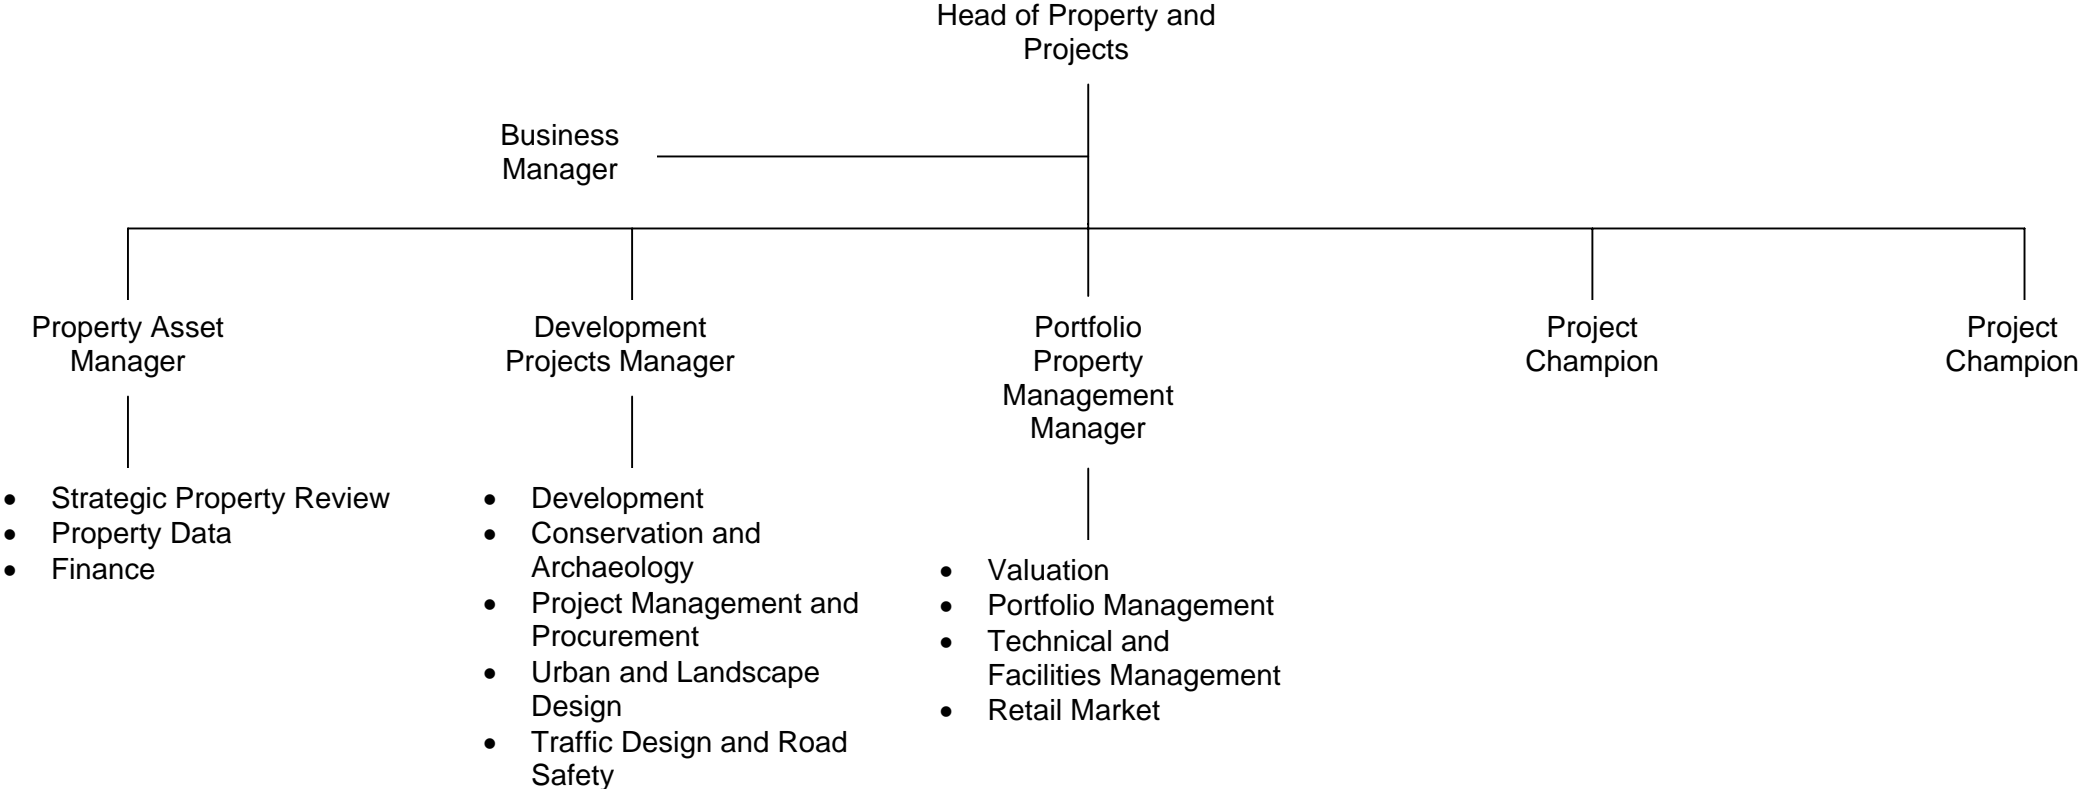 Head of Property and
Projects
Business
Manager
Property Asset
Manager
Development
Projects Manager
Portfolio
Property
Management
Manager
Project
Champion
Project
Champion
• Strategic Property Review
• Property Data
• Finance
• Development
• Conservation and
Archaeology
• Project Management and
Procurement
• Urban and Landscape
Design
• Traffic Design and Road
Safety
• Valuation
• Portfolio Management
• Technical and
Facilities Management
• Retail Market